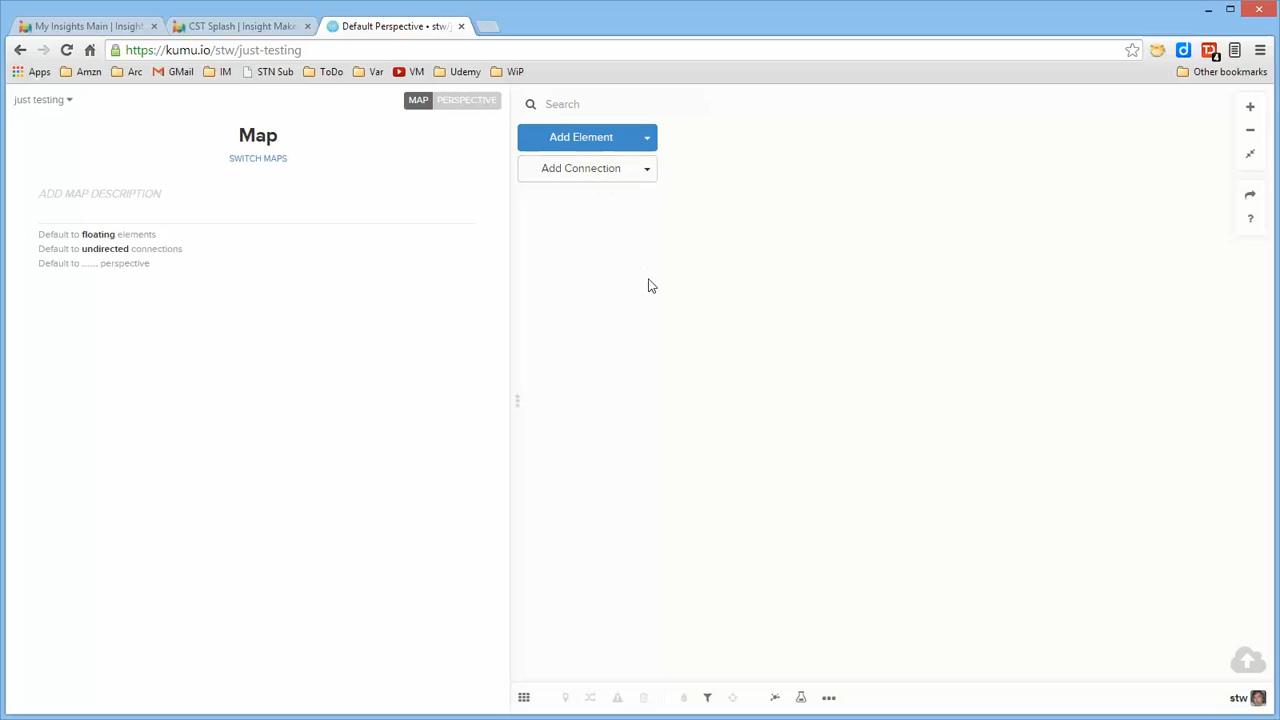 My Insights Main | Insight
CST Splash | Insight Make
Default Perspective • stw/j
https://kumu.io/stw/just-testing
4
Apps
Amzn
Arc
GMail
IM
STN Sub
ToDo
Var
VM
Udemy
WiP
Other bookmarks
just testing
MAP
PERSPECTIVE
Map
SWITCH MAPS
ADD MAP DESCRIPTION
Default to floating elements
Default to undirected connections
Default to ...... perspective
Search
Add Element
Add Connection
+
−
?
stw